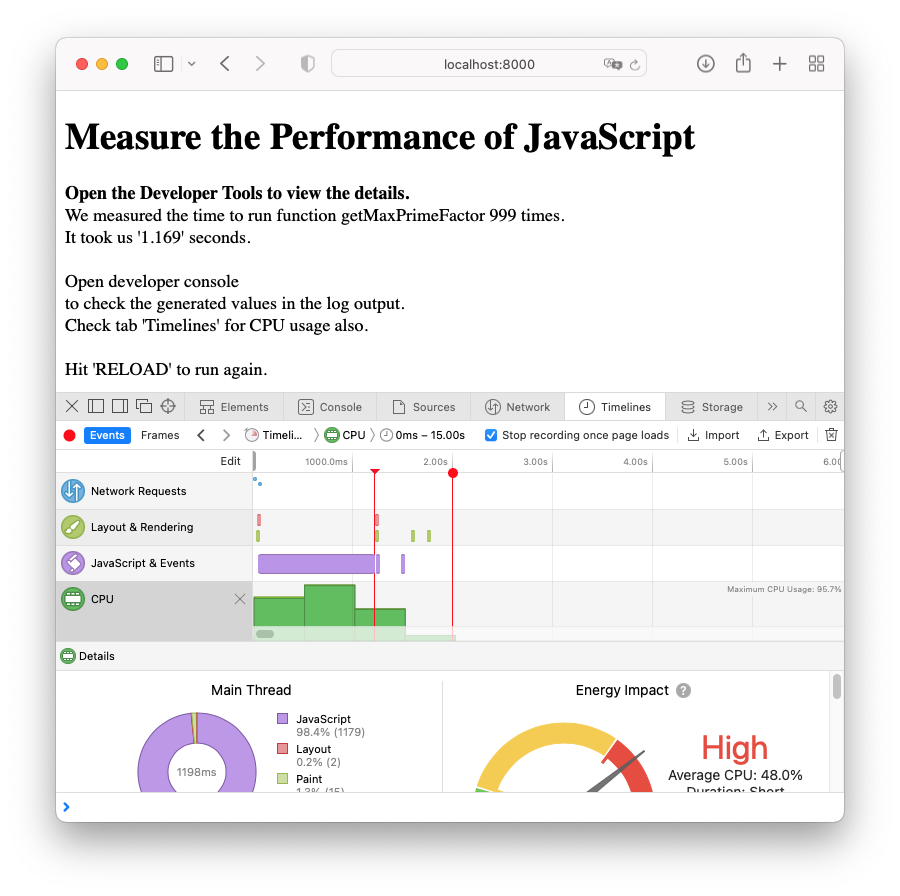 localhost:8000
Measure the Performance of JavaScript
Open the Developer Tools to view the details.
We measured the time to run function getMaxPrimeFactor 999 times.
It took us '1.169' seconds.
Open developer console
to check the generated values in the log output.
Check tab 'Timelines' for CPU usage also.
Hit 'RELOAD' to run again.
Elements Console Sources Network Timelines Storage
Events Frames Timeli... CPU 0ms – 15.00s Stop recording once page loads Import Export
Edit 1000.0ms 2.00s 3.00s 4.00s 5.00s 6.0
Network Requests
Layout & Rendering
JavaScript & Events
CPU Maximum CPU Usage: 95.7%
Details
Main Thread
JavaScript
98.4% (1179)
Layout
0.2% (2)
Paint
1.3% (15)
1198ms
Energy Impact ?
High
Average CPU: 48.0%
Duration: Short